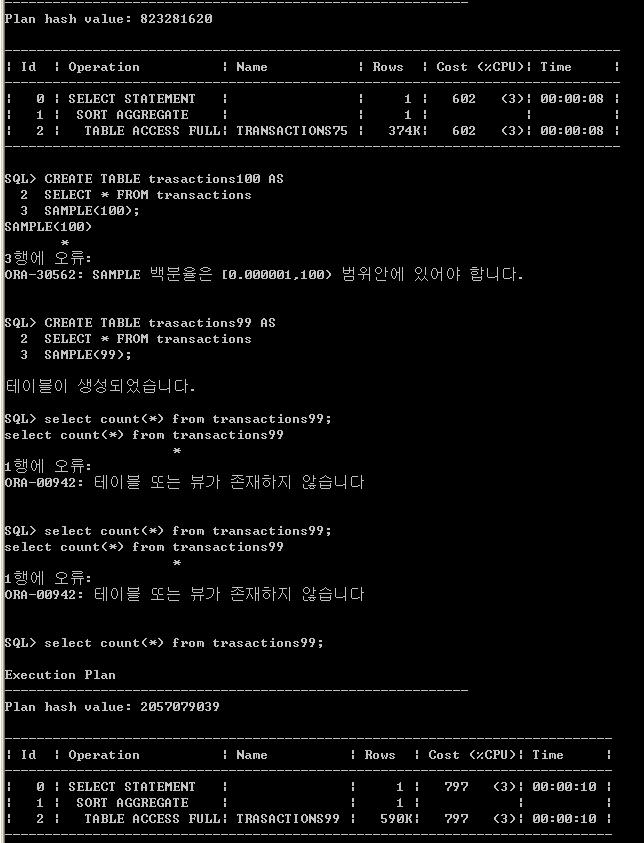 Plan hash value: 823281620
| Id | Operation | Name | Rows | Cost (%CPU)| Time |
| 0 | SELECT STATEMENT | | 1 | 602 (3)| 00:00:08 |
| 1 | SORT AGGREGATE | | 1 | | |
| 2 | TABLE ACCESS FULL| TRANSACTIONS75 | 374K| 602 (3)| 00:00:08 |
SQL> CREATE TABLE trasactions100 AS
2 SELECT * FROM transactions
3 SAMPLE(100);
SAMPLE(100)
*
3행에 오류:
ORA-30562: SAMPLE 백분율은 [0.000001,100) 범위안에 있어야 합니다.
SQL> CREATE TABLE trasactions99 AS
2 SELECT * FROM transactions
3 SAMPLE(99);
테이블이 생성되었습니다.
SQL> select count(*) from transactions99;
select count(*) from transactions99
*
1행에 오류:
ORA-00942: 테이블 또는 뷰가 존재하지 않습니다
SQL> select count(*) from transactions99;
select count(*) from transactions99
*
1행에 오류:
ORA-00942: 테이블 또는 뷰가 존재하지 않습니다
SQL> select count(*) from trasactions99;
Execution Plan
Plan hash value: 2057079039
| Id | Operation | Name | Rows | Cost (%CPU)| Time |
| 0 | SELECT STATEMENT | | 1 | 797 (3)| 00:00:10 |
| 1 | SORT AGGREGATE | | 1 | | |
| 2 | TABLE ACCESS FULL| TRASACTIONS99 | 590K| 797 (3)| 00:00:10 |